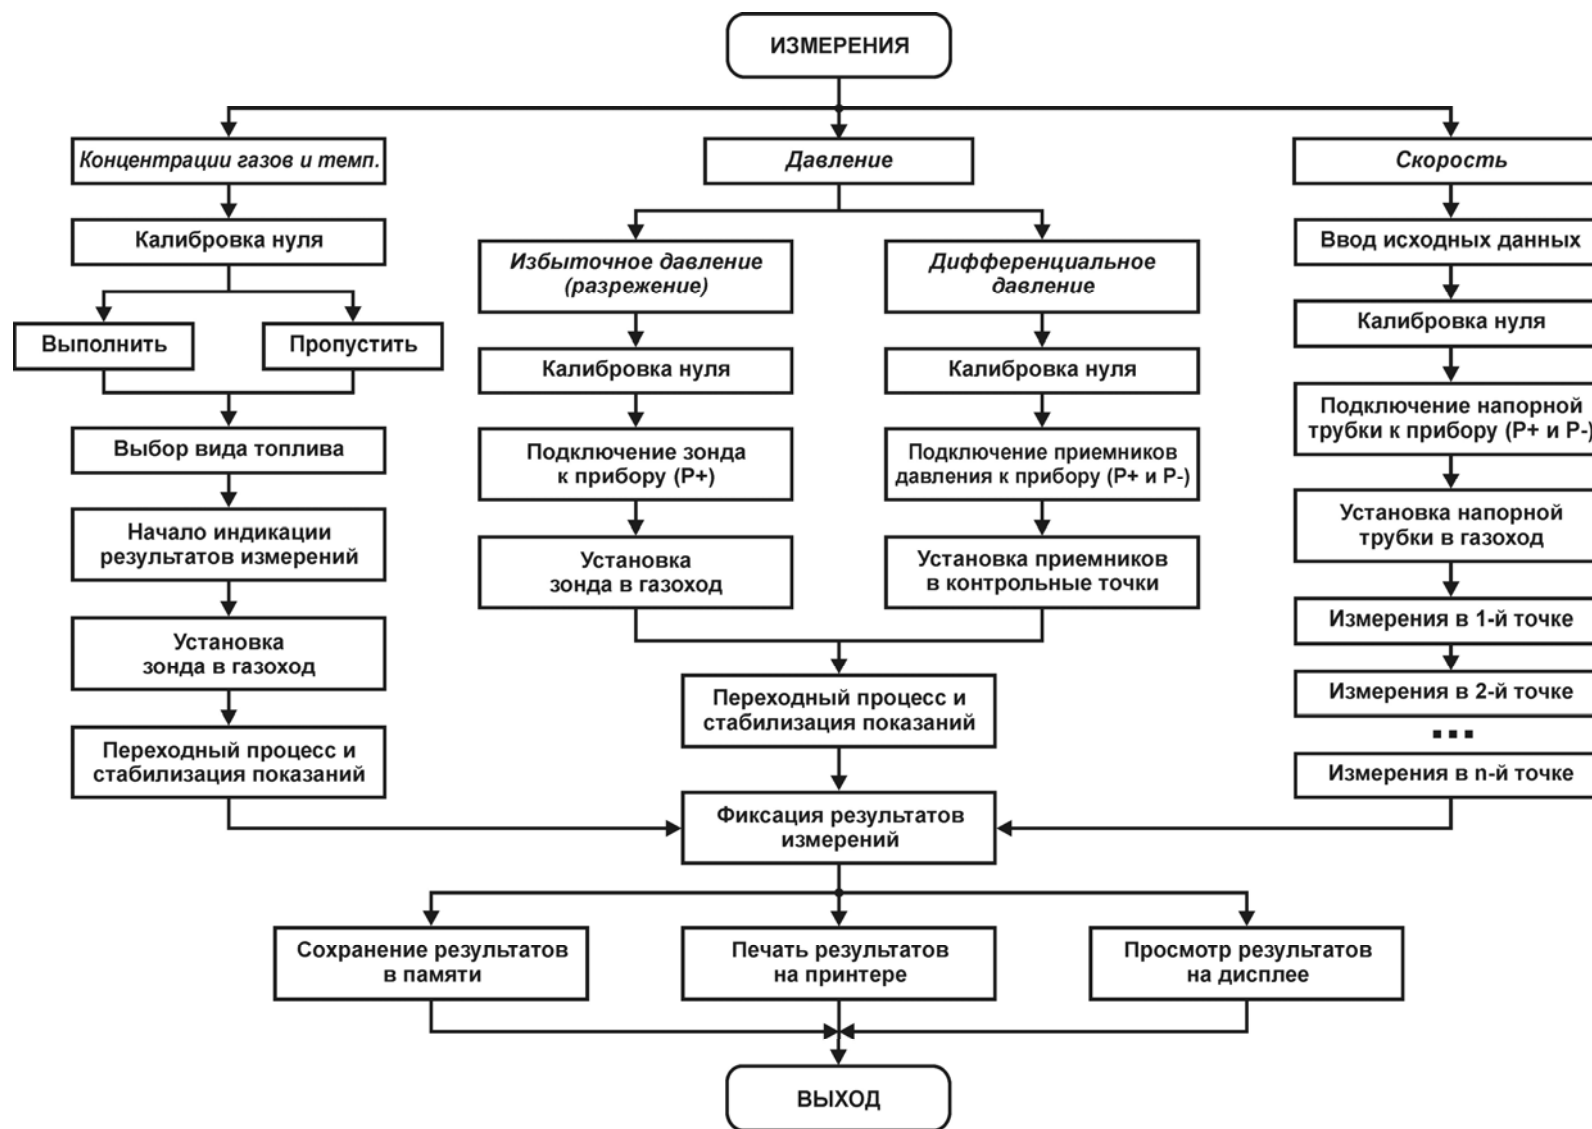 ИЗМЕРЕНИЯ
Концентрации газов и темп.
Давление
Скорость
Калибровка нуля
Ввод исходных данных
Избыточное давление
(разрежение)
Дифференциальное
давление
Выполнить
Пропустить
Калибровка нуля
Калибровка нуля
Калибровка нуля
Выбор вида топлива
Подключение зонда
к прибору (Р+)
Подключение приемников
давления к прибору (Р+ и Р-)
Подключение напорной
трубки к прибору (Р+ и Р-)
Начало индикации
результатов измерений
Установка
зонда в газоход
Установка приемников
в контрольные точки
Установка напорной
трубки в газоход
Установка
зонда в газоход
Измерения в 1-й точке
Переходный процесс и
стабилизация показаний
Измерения в 2-й точке
...
Переходный процесс и
стабилизация показаний
Измерения в n-й точке
Фиксация результатов
измерений
Сохранение результатов
в памяти
Печать результатов
на принтере
Просмотр результатов
на дисплее
ВЫХОД